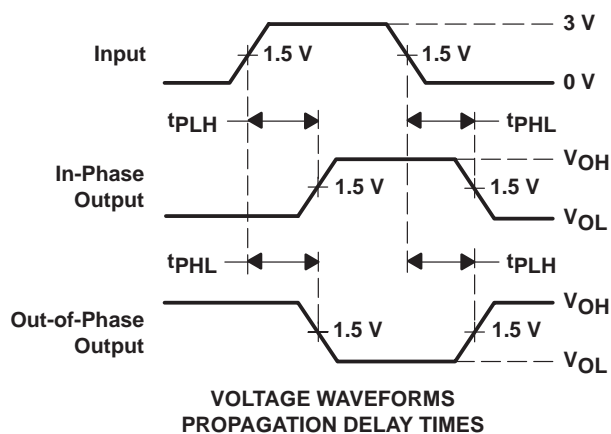 3 V
Input
1.5 V
1.5 V
0 V
tPLH
tPHL
In-Phase
Output
VOH
1.5 V
1.5 V
VOL
tPHL
tPLH
Out-of-Phase
Output
VOH
1.5 V
1.5 V
VOL
VOLTAGE WAVEFORMS
PROPAGATION DELAY TIMES